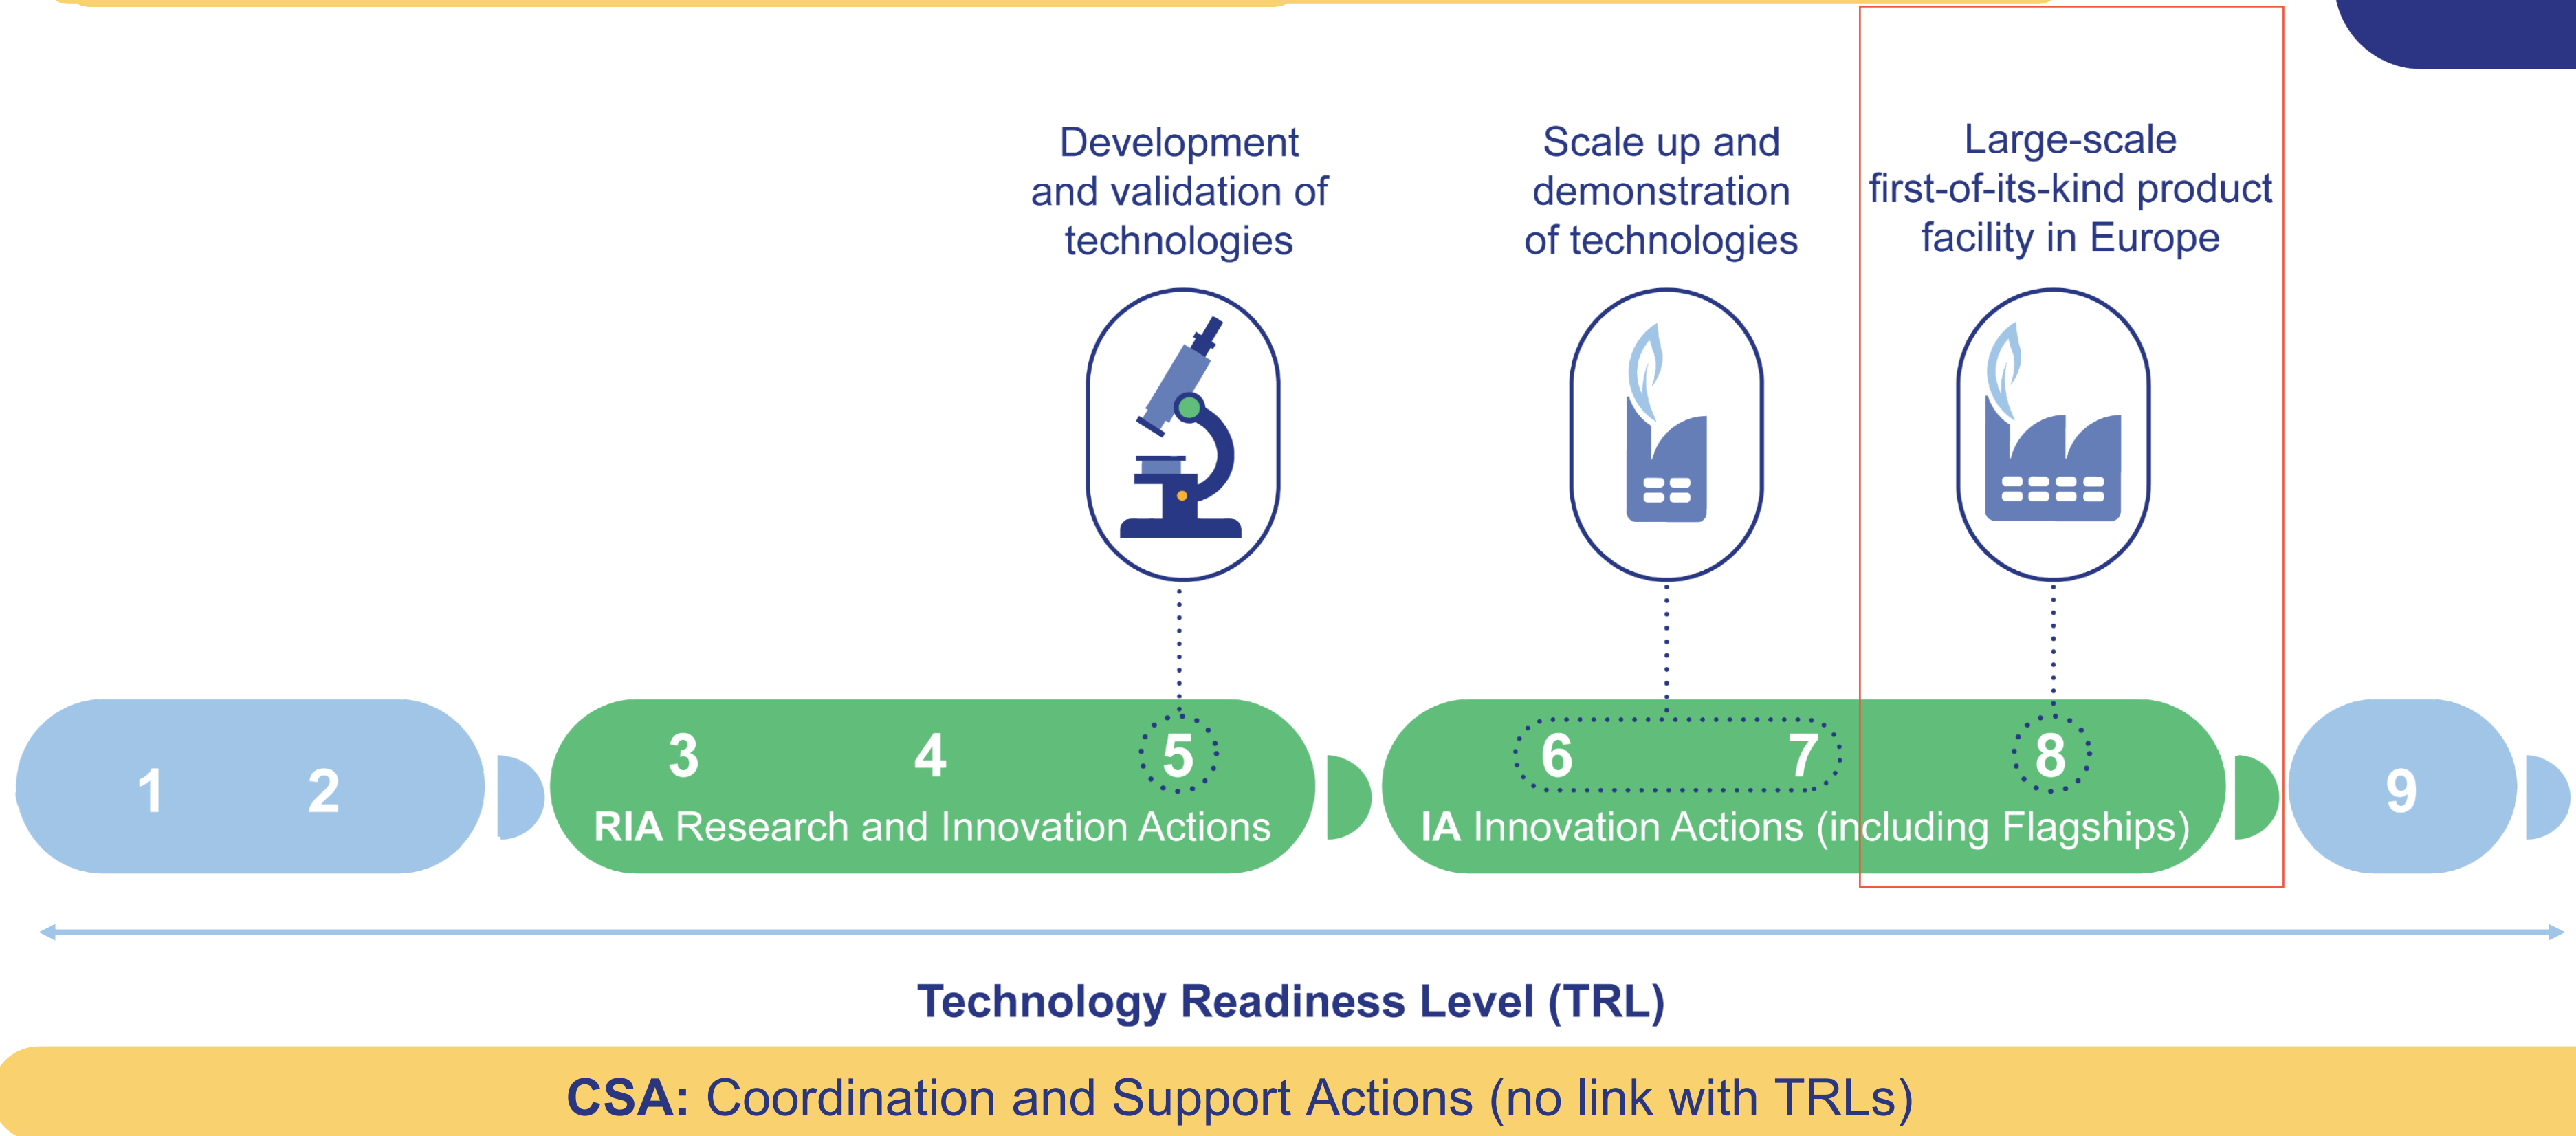 Development
and validation of
technologies
Scale up and
demonstration
of technologies
Large-scale
first-of-its-kind product
facility in Europe
1 2
3 4 5
RIA Research and Innovation Actions
6 7 8
IA Innovation Actions (including Flagships)
9
Technology Readiness Level (TRL)
CSA: Coordination and Support Actions (no link with TRLs)